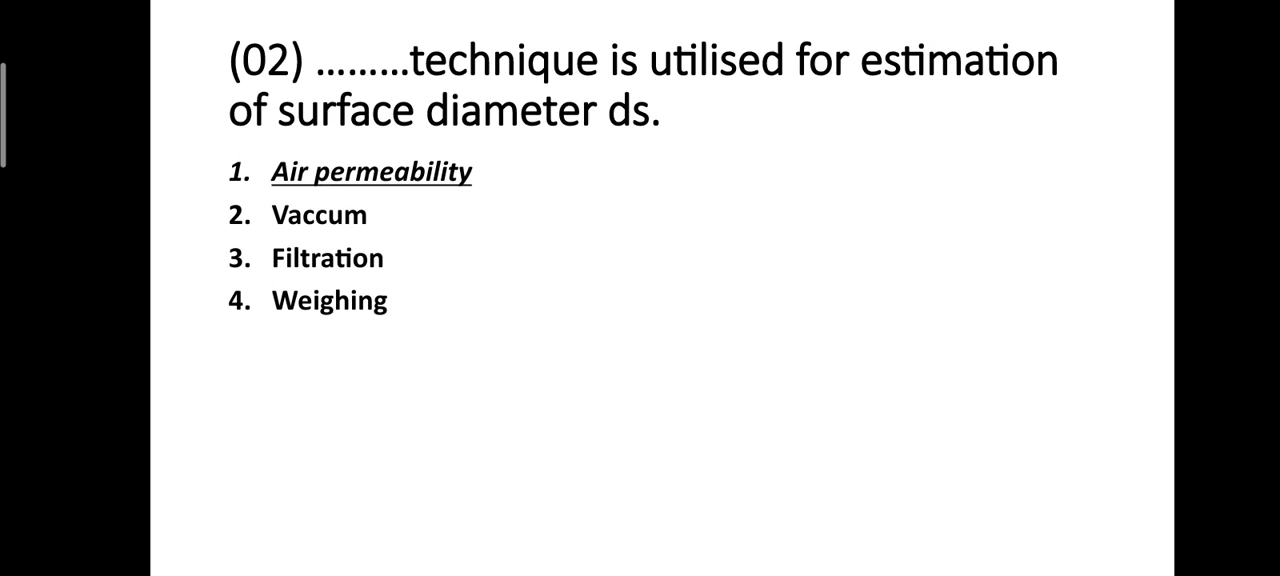 (02) .........technique is utilised for estimation
of surface diameter ds.
1. Air permeability
2. Vaccum
3. Filtration
4. Weighing